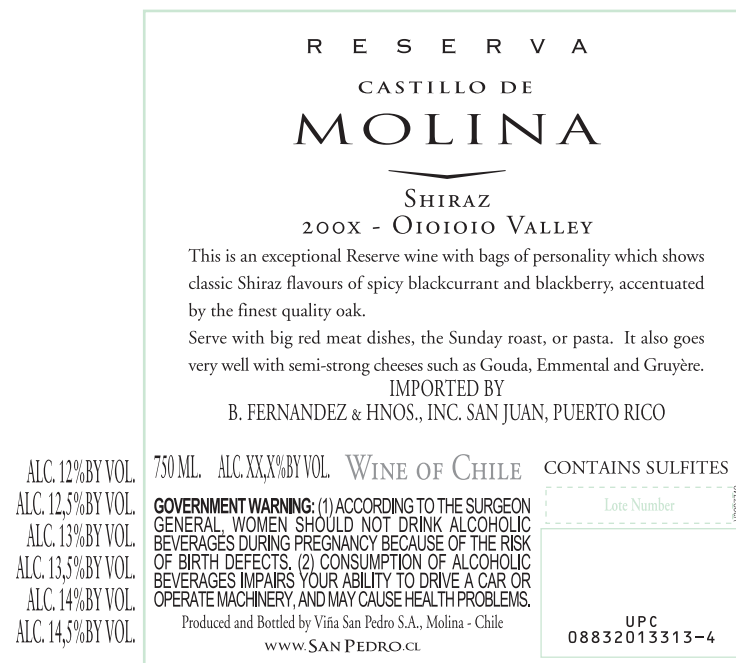 RESERVA
CASTILLO DE
MOLINA
SHIRAZ
200X - OIOIOIO VALLEY
This is an exceptional Reserve wine with bags of personality which shows
classic Shiraz flavours of spicy blackcurrant and blackberry, accentuated
by the finest quality oak.
Serve with big red meat dishes, the Sunday roast, or pasta. It also goes
very well with semi-strong cheeses such as Gouda, Emmental and Gruyère.
IMPORTED BY
B. FERNANDEZ & HNOS., INC. SAN JUAN, PUERTO RICO
ALC. 12%BY VOL.
ALC. 12,5%BY VOL.
ALC. 13%BY VOL.
ALC. 13,5%BY VOL.
ALC. 14%BY VOL.
ALC. 14,5%BY VOL.
750 ML. ALC. XX,X%BY VOL. WINE OF CHILE
GOVERNMENT WARNING: (1) ACCORDING TO THE SURGEON
GENERAL, WOMEN SHOULD NOT DRINK ALCOHOLIC
BEVERAGES DURING PREGNANCY BECAUSE OF THE RISK
OF BIRTH DEFECTS. (2) CONSUMPTION OF ALCOHOLIC
BEVERAGES IMPAIRS YOUR ABILITY TO DRIVE A CAR OR
OPERATE MACHINERY, AND MAY CAUSE HEALTH PROBLEMS.
Produced and Bottled by Viña San Pedro S.A., Molina - Chile
WWW.SAN PEDRO.CL
CONTAINS SULFITES
Lote Number
UPC
08832013313-4